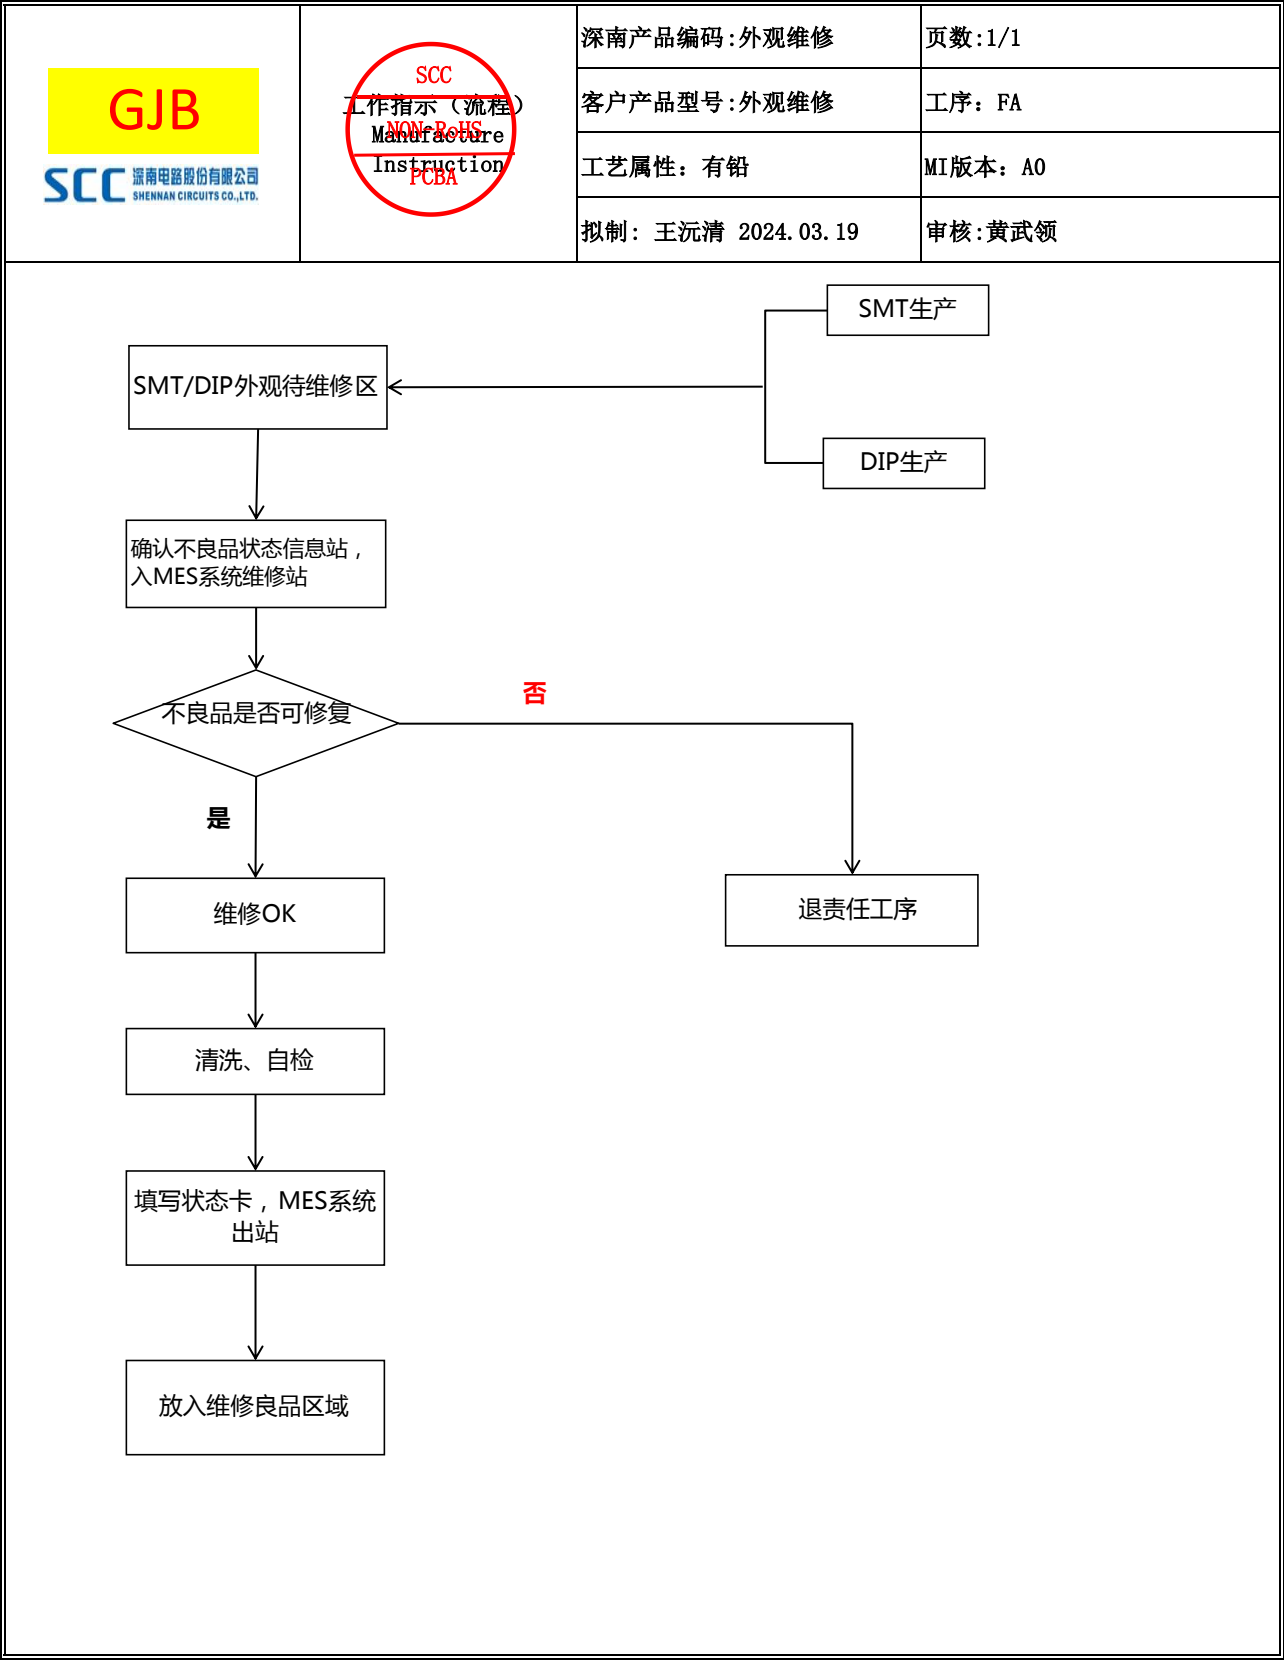 GJB
SCC 深南电路股份有限公司
SHENNAN CIRCUITS CO.,LTD.
工作指示（流程）
Manufacture
Instruction
SCC
NON-RoHS
PCBA
深南产品编码:外观维修
页数:1/1
客户产品型号:外观维修
工序：FA
工艺属性：有铅
MI版本：A0
拟制: 王沅清 2024.03.19
审核:黄武领
SMT生产
SMT/DIP外观待维修区
DIP生产
确认不良品状态信息站，
入MES系统维修站
不良品是否可修复
否
是
维修OK
退责任工序
清洗、自检
填写状态卡，MES系统
出站
放入维修良品区域